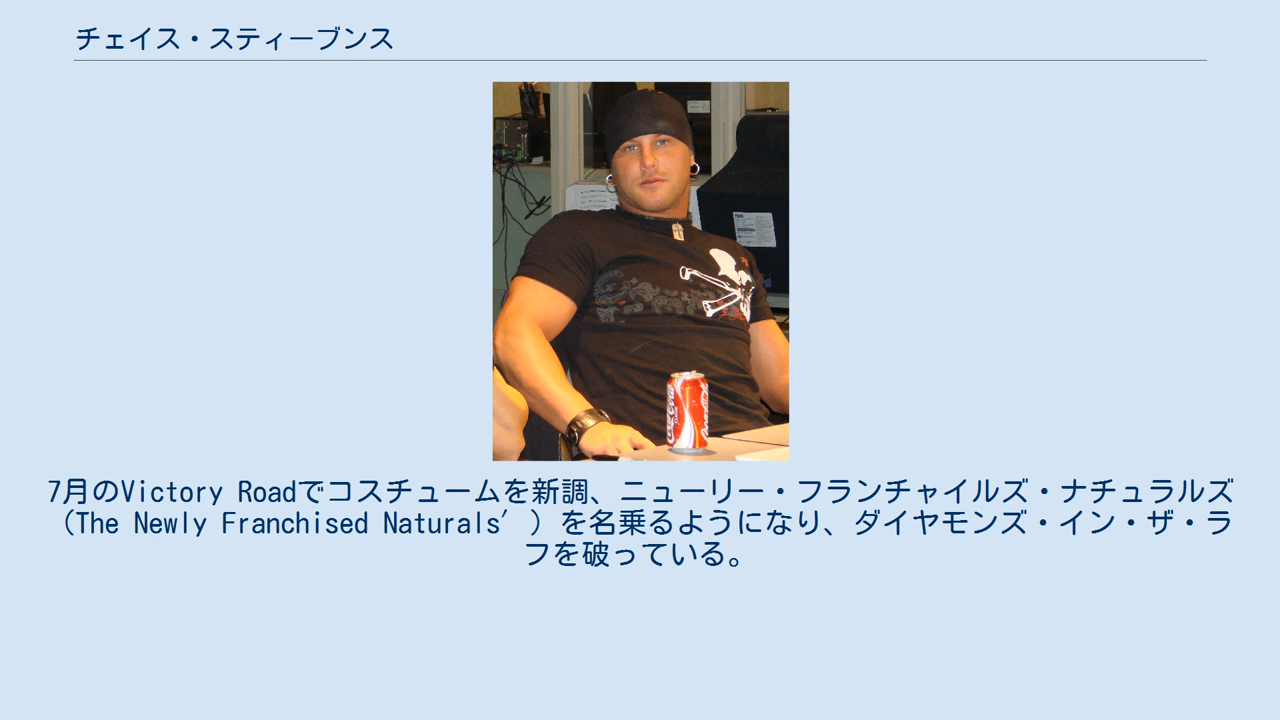 チェイス・スティーブンス
Coca-Cola
7月のVictory Roadでコスチュームを新調、ニューリー・フランチャイルズ・ナチュラルズ
（The Newly Franchised Naturals′）を名乗るようになり、ダイヤモンズ・イン・ザ・ラ
フを破っている。